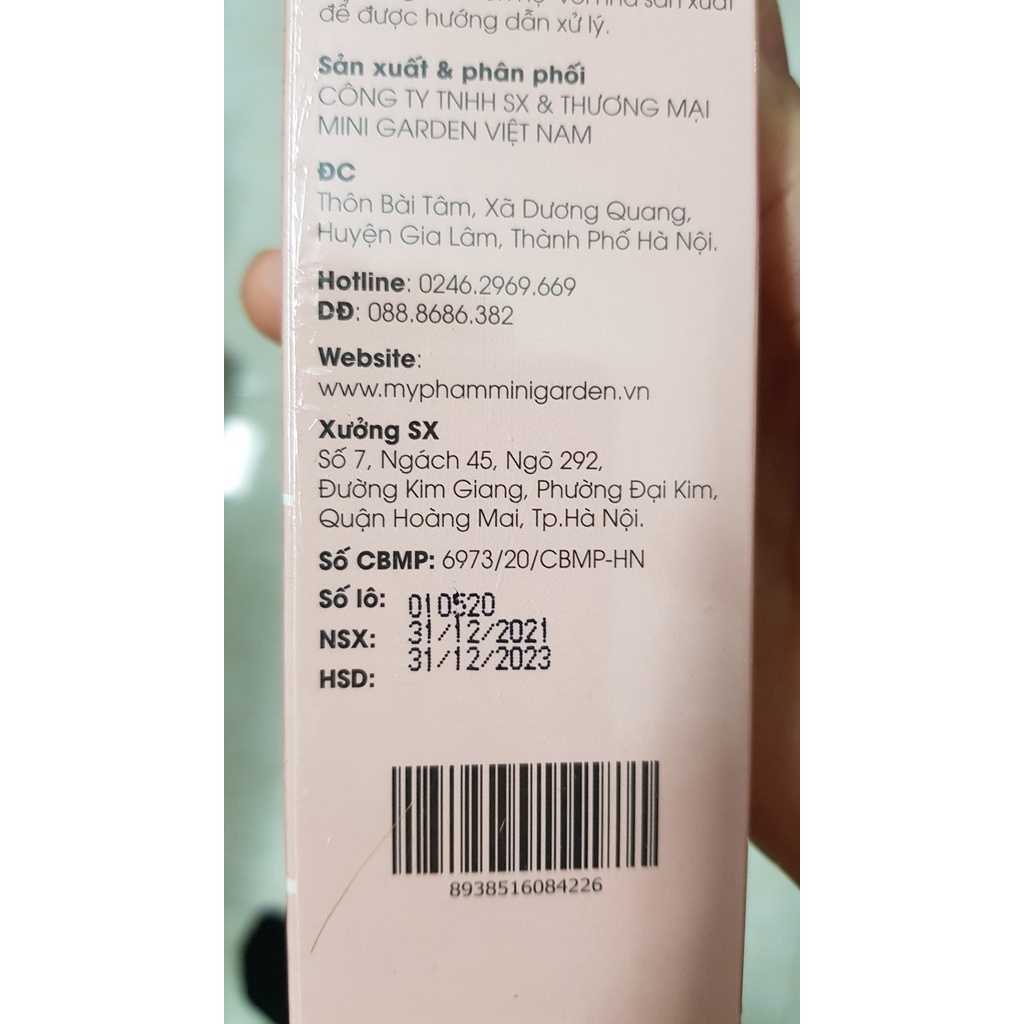 sản xuất
để được hướng dẫn xử lý.
Sản xuất & phân phối
CÔNG TY TNHH SX & THƯƠNG MẠI
MINI GARDEN VIỆT NAM
ĐC
Thôn Bài Tâm, Xã Dương Quang,
Huyện Gia Lâm, Thành Phố Hà Nội.
Hotline: 0246.2969.669
DĐ: 088.8686.382
Website:
www.myphamminigarden.vn
Xưởng SX
Số 7, Ngách 45, Ngõ 292,
Đường Kim Giang, Phường Đại Kim,
Quận Hoàng Mai, Tp.Hà Nội.
Số CBMP: 6973/20/CBMP-HN
Số lô: 010520
NSX: 31/12/2021
HSD: 31/12/2023
8938516084226